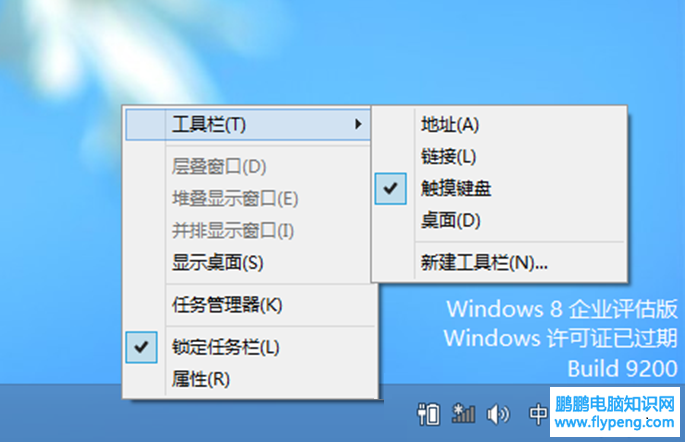 工具栏(T)
层叠窗口(D)
堆叠显示窗口(E)
并排显示窗口(I)
显示桌面(S)
任务管理器(K)
锁定任务栏(L)
属性(R)
地址(A)
链接(L)
触摸键盘
桌面(D)
新建工具栏(N)...
Windows 8 企业评估版
Windows 许可证已过期
Build 9200
中
鹏鹏电脑知识网
www.flypeng.com